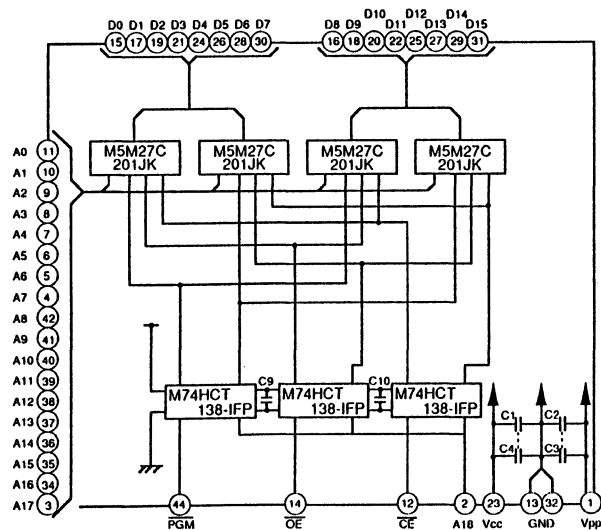 D0 D1 D2 D3 D4 D5 D6 D7
15 17 19 21 24 26 28 30
D8 D9 D10 D11 D12 D13 D14 D15
16 18 20 22 25 27 29 31
M5M27C 201JK
M5M27C 201JK
M5M27C 201JK
M5M27C 201JK
A0 11
A1 10
A2 9
A3 8
A4 7
A5 6
A6 5
A7 4
A8 42
A9 41
A10 40
A11 39
A12 38
A13 37
A14 36
A15 35
A16 34
A17 3
C9
C10
M74HCT 138-IFP
M74HCT 138-IFP
M74HCT 138-IFP
C1 C2
C4 C3
44 14 12 2 23 13 32 1
PGM OE CE A18 Vcc GND Vpp